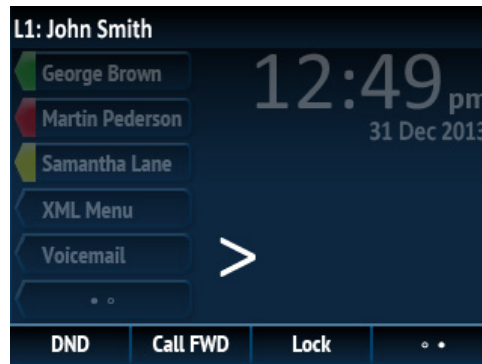 L1: John Smith
George Brown
12:49 pm
Martin Pederson
31 Dec 2013
Samantha Lane
XML Menu
Voicemail
>
DND Call FWD Lock